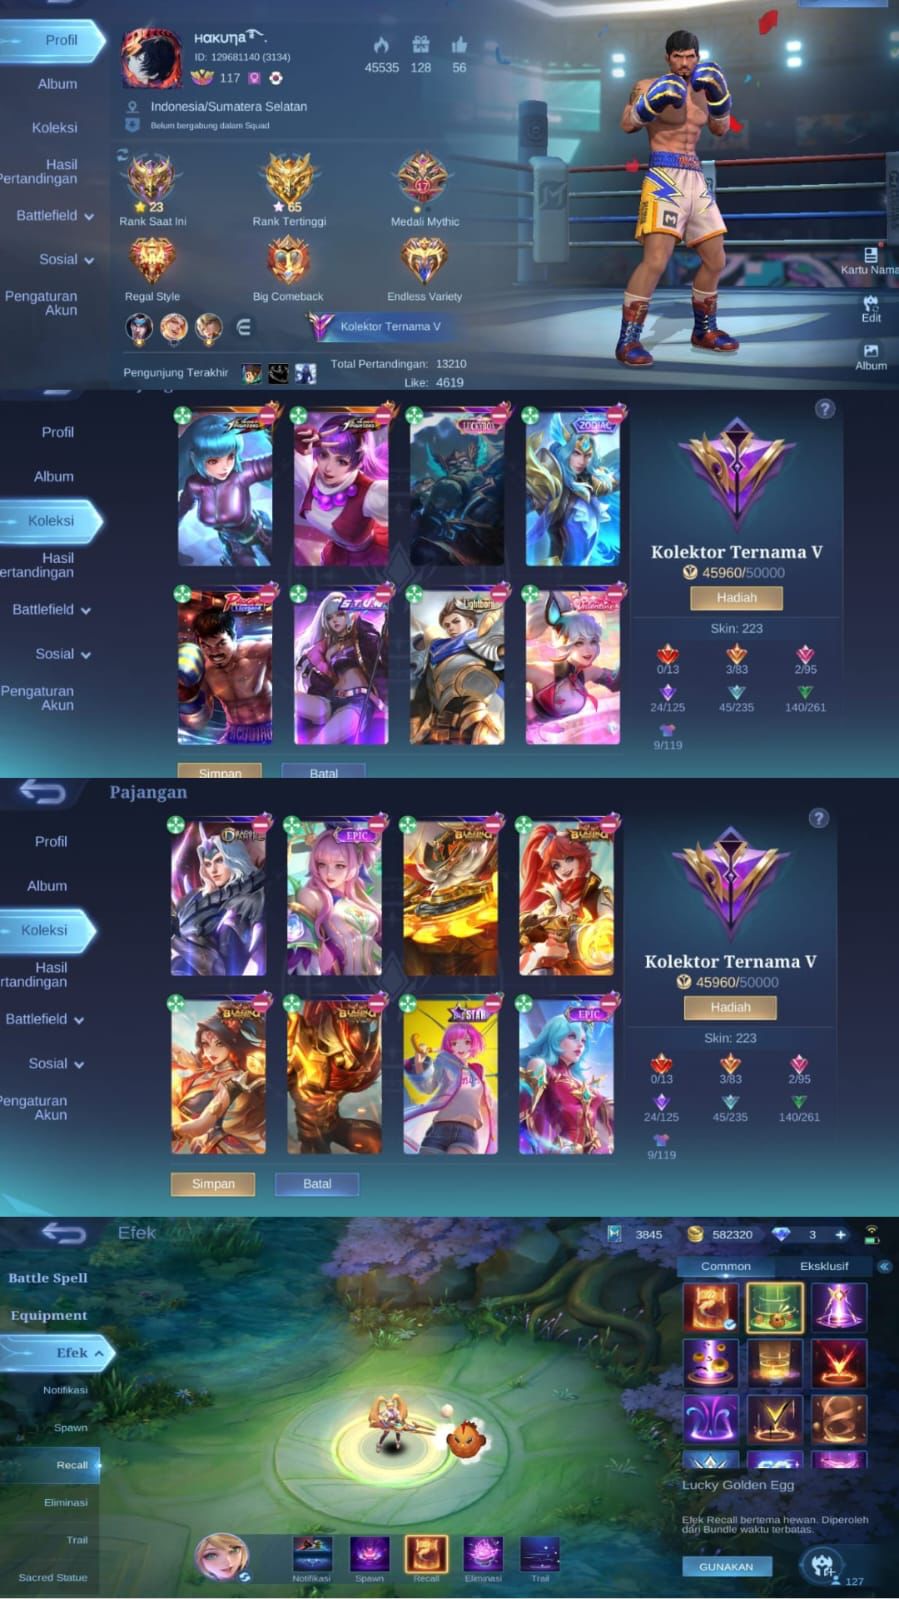 Profil
Album
Koleksi
Hasil
Pertandingan
Battlefield
Sosial
Pengaturan
Akun
ID: 129681140 (3134)
117
45535
128
56
Indonesia/Sumatera Selatan
Belum bergabung dalam Squad
23
Rank Saat Ini
65
Rank Tertinggi
17
Medali Mythic
Regal Style
Big Comeback
Endless Variety
Kolektor Ternama V
Pengunjung Terakhir
Total Pertandingan: 13210
Like: 4619
Kartu Nama
Edit
Album
Profil
Album
Koleksi
Hasil
ertandingan
Battlefield
Sosial
Pengaturan
Akun
ZODIAC
Lightborn
?
Kolektor Ternama V
45960/50000
Hadiah
Skin: 223
0/13
3/83
2/95
24/125
45/235
140/261
9/119
Simpan
Batal
Pajangan
Profil
Album
Koleksi
Hasil
rtandingan
Battlefield
Sosial
Pengaturan
Akun
EPIC
STAR
EPIC
?
Kolektor Ternama V
45960/50000
Hadiah
Skin: 223
0/13
3/83
2/95
24/125
45/235
140/261
9/119
Simpan
Batal
Efek
3845
582320
3
+
Battle Spell
Equipment
Efek
Notifikasi
Spawn
Recall
Eliminasi
Trail
Sacred Statue
Common
Eksklusif
Lucky Golden Egg
Efek Recall bertema hewan. Diperoleh
dari Bundle waktu terbatas.
GUNAKAN
127
Notifikasi
Spawn
Recall
Eliminasi
Trail